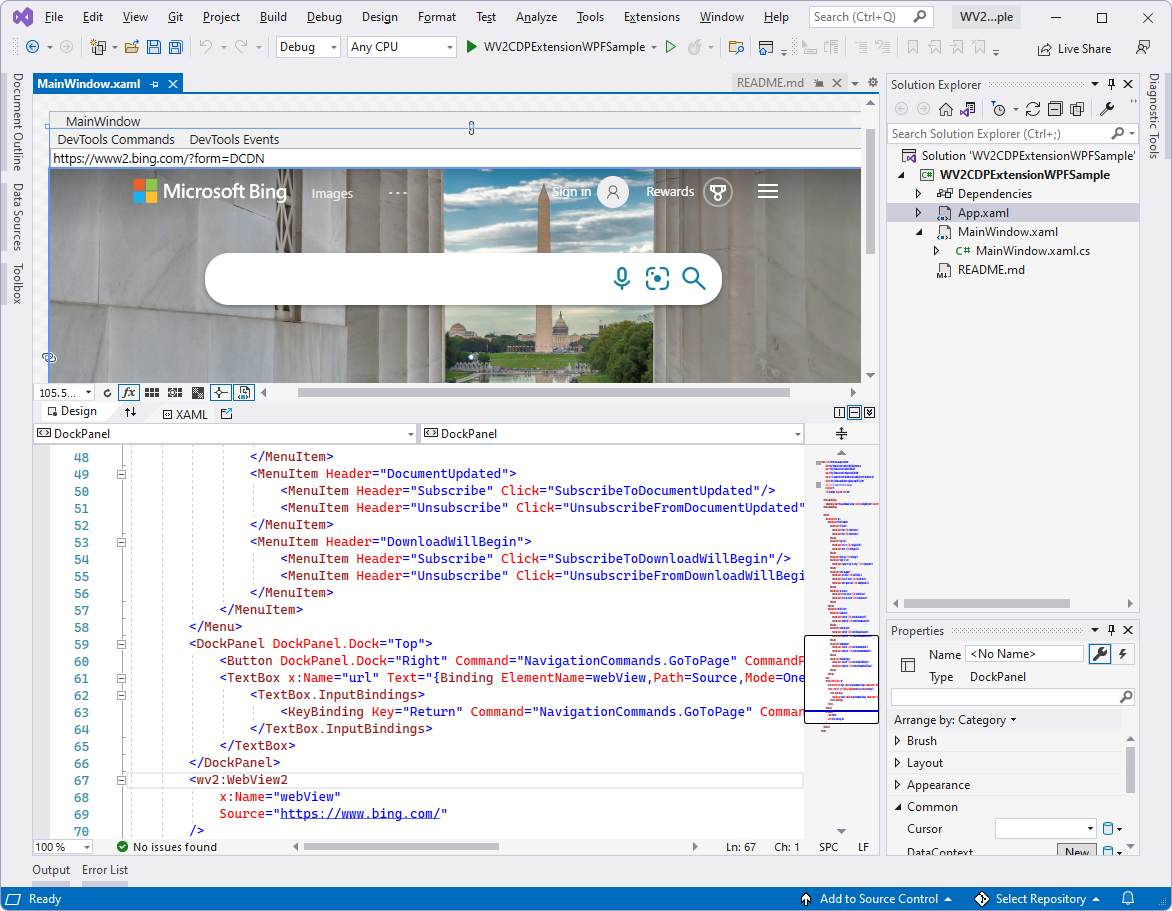 File Edit View Git Project Build Debug Design Format Test Analyze Tools Extensions Window Help Search (Ctrl+Q) WV2...ple
Debug Any CPU WV2CDPExtensionWPFSample Live Share
Document Outline
Data Sources
Toolbox
MainWindow.xaml README.md
MainWindow
DevTools Commands DevTools Events
https://www2.bing.com/?form=DCDN
Microsoft Bing Images ... Sign in Rewards
105.5...
Design XAML
DockPanel DockPanel
48 </MenuItem>
49 <MenuItem Header="DocumentUpdated">
50 <MenuItem Header="Subscribe" Click="SubscribeToDocumentUpdated"/>
51 <MenuItem Header="Unsubscribe" Click="UnsubscribeFromDocumentUpdated"
52 </MenuItem>
53 <MenuItem Header="DownloadWillBegin">
54 <MenuItem Header="Subscribe" Click="SubscribeToDownloadWillBegin"/>
55 <MenuItem Header="Unsubscribe" Click="UnsubscribeFromDownloadWillBegi
56 </MenuItem>
57 </MenuItem>
58 </Menu>
59 <DockPanel DockPanel.Dock="Top">
60 <Button DockPanel.Dock="Right" Command="NavigationCommands.GoToPage" CommandP
61 <TextBox x:Name="url" Text="{Binding ElementName=webView,Path=Source,Mode=One
62 <TextBox.InputBindings>
63 <KeyBinding Key="Return" Command="NavigationCommands.GoToPage" Comman
64 </TextBox.InputBindings>
65 </TextBox>
66 </DockPanel>
67 <wv2:WebView2
68 x:Name="webView"
69 Source="https://www.bing.com/"
70 />
100 % No issues found Ln: 67 Ch: 1 SPC LF
Output Error List
Solution Explorer
Search Solution Explorer (Ctrl+;)
Solution 'WV2CDPExtensionWPFSample'
C# WV2CDPExtensionWPFSample
Dependencies
App.xaml
MainWindow.xaml
C# MainWindow.xaml.cs
README.md
Diagnostic Tools
Properties
Name <No Name>
Type DockPanel
Arrange by: Category
Brush
Layout
Appearance
Common
Cursor
DataContext New
Ready Add to Source Control Select Repository